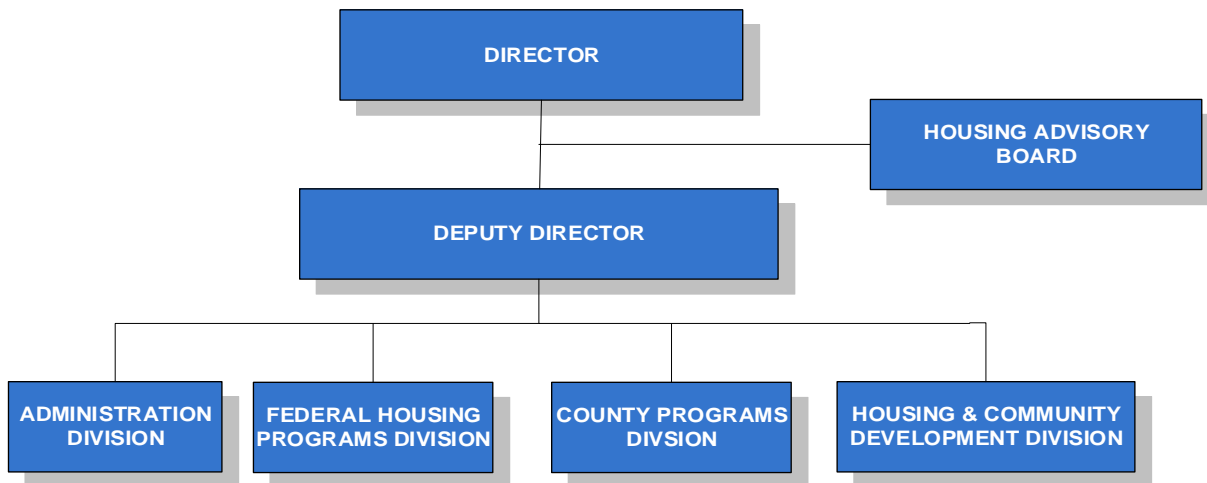 DIRECTOR
HOUSING ADVISORY
BOARD
DEPUTY DIRECTOR
ADMINISTRATION
DIVISION
FEDERAL HOUSING
PROGRAMS DIVISION
COUNTY PROGRAMS
DIVSION
HOUSING & COMMUNITY
DEVELOPMENT DIVISION